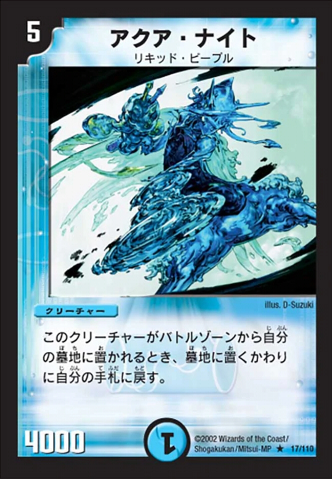 5
アクア・ナイト
リキッド・ピープル
illus. D-Suzuki
クリーチャー
このクリーチャーがバトルゾーンから自分
の墓地に置かれるとき、墓地に置くかわり
に自分の手札に戻す。
4000
1
©2002 Wizards of the Coast/
Shogakukan/Mitsui-MP ★ 17/110